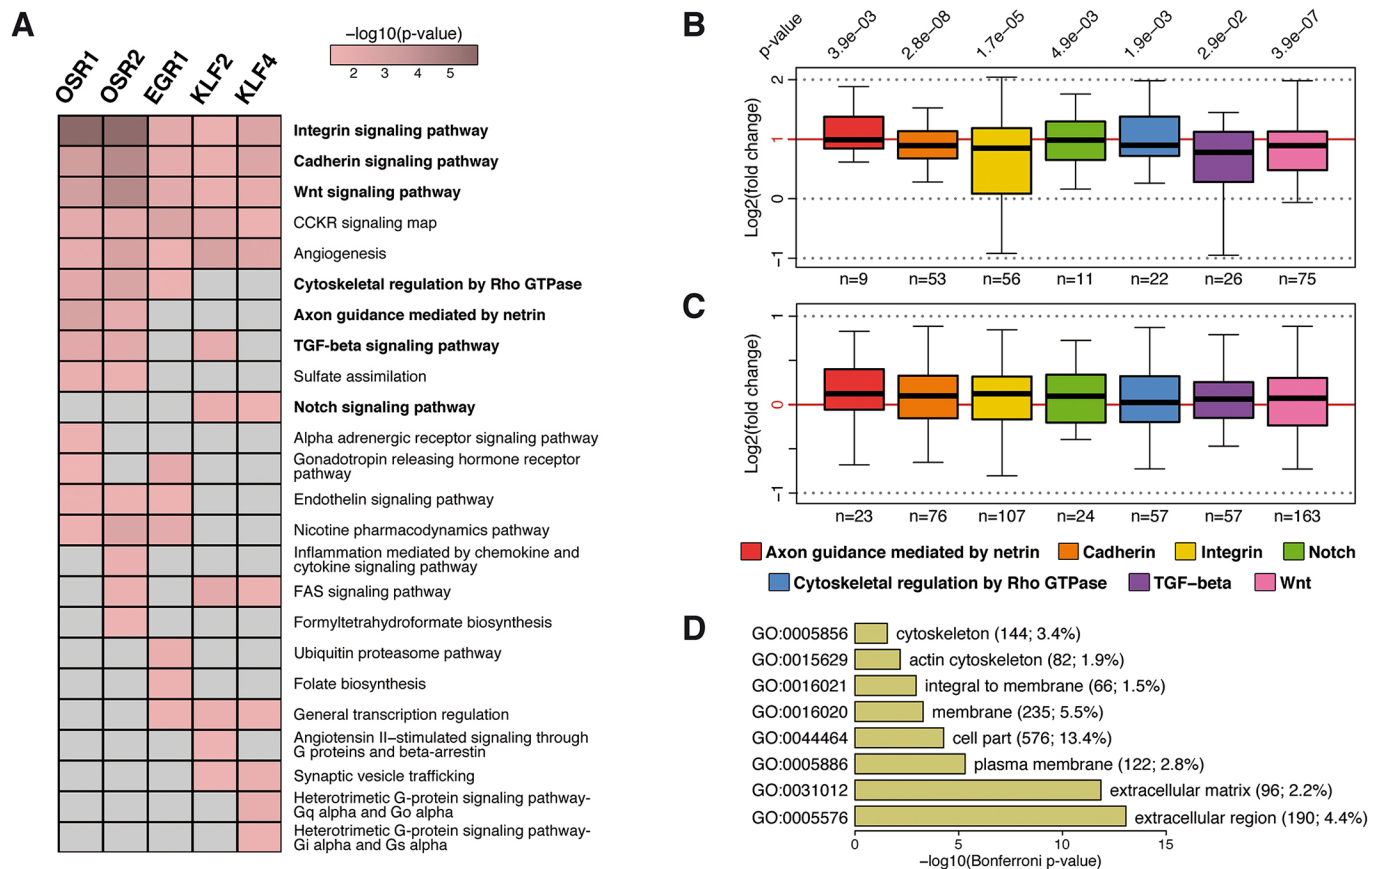 A
−log10(p-value)
2 3 4 5
OSR1 OSR2 EGR1 KLF2 KLF4
Integrin signaling pathway
Cadherin signaling pathway
Wnt signaling pathway
CCKR signaling map
Angiogenesis
Cytoskeletal regulation by Rho GTPase
Axon guidance mediated by netrin
TGF-beta signaling pathway
Sulfate assimilation
Notch signaling pathway
Alpha adrenergic receptor signaling pathway
Gonadotropin releasing hormone receptor
pathway
Endothelin signaling pathway
Nicotine pharmacodynamics pathway
Inflammation mediated by chemokine and
cytokine signaling pathway
FAS signaling pathway
Formyltetrahydroformate biosynthesis
Ubiquitin proteasome pathway
Folate biosynthesis
General transcription regulation
Angiotensin II−stimulated signaling through
G proteins and beta-arrestin
Synaptic vesicle trafficking
Heterotrimetic G-protein signaling pathway-
Gq alpha and Go alpha
Heterotrimetic G-protein signaling pathway-
Gi alpha and Gs alpha
B
p-value 3.9e−03 2.8e−08 1.7e−05 4.9e−03 1.9e−03 2.9e−02 3.9e−07
Log2(fold change)
2
1
0
−1
n=9 n=53 n=56 n=11 n=22 n=26 n=75
C
Log2(fold change)
1
0
−1
n=23 n=76 n=107 n=24 n=57 n=57 n=163
Axon guidance mediated by netrin Cadherin Integrin Notch
Cytoskeletal regulation by Rho GTPase TGF−beta Wnt
D
GO:0005856 cytoskeleton (144; 3.4%)
GO:0015629 actin cytoskeleton (82; 1.9%)
GO:0016021 integral to membrane (66; 1.5%)
GO:0016020 membrane (235; 5.5%)
GO:0044464 cell part (576; 13.4%)
GO:0005886 plasma membrane (122; 2.8%)
GO:0031012 extracellular matrix (96; 2.2%)
GO:0005576 extracellular region (190; 4.4%)
0 5 10 15
−log10(Bonferroni p-value)